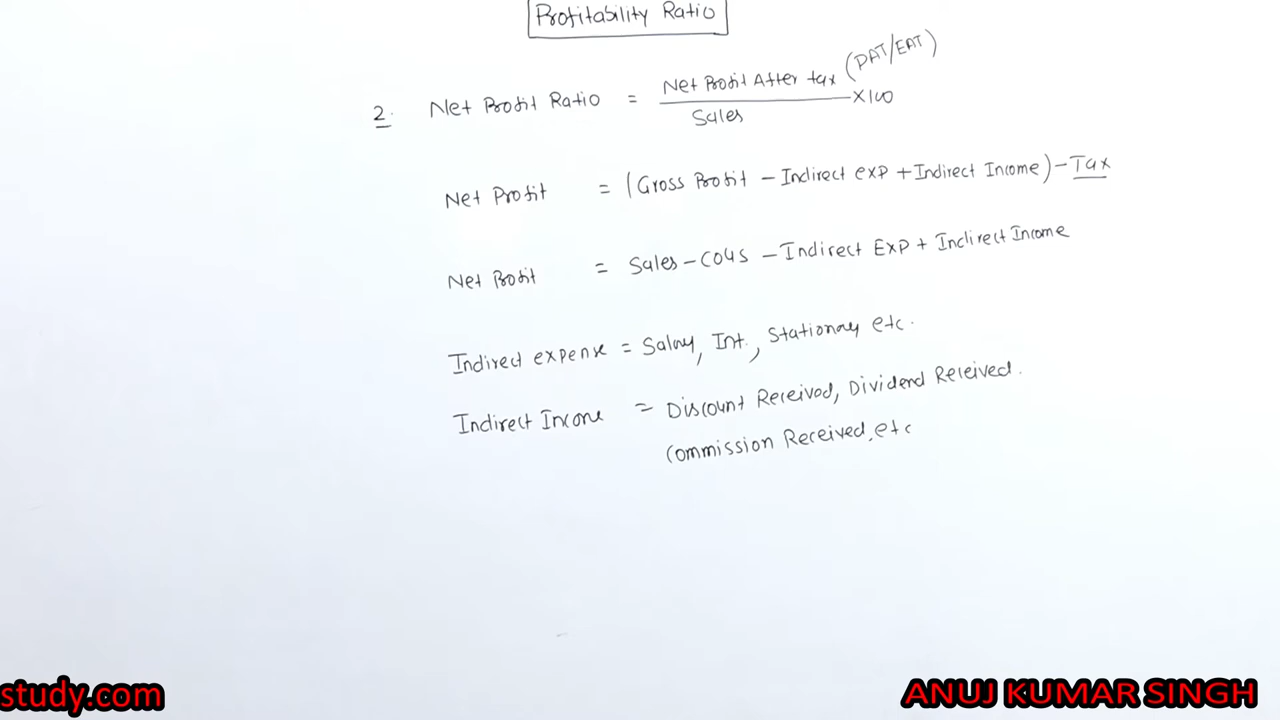 Profitability Ratio
2. Net Profit Ratio = Net Profit After tax (PAT/EAT) / Sales ×100
Net Profit = (Gross Profit - Indirect exp + Indirect Income) - Tax
Net Profit = Sales - COGS - Indirect Exp + Indirect Income
Indirect expense = Salary, Int., Stationary etc.
Indirect Income = Discount Received, Dividend Received.
Commission Received, etc
study.com
ANUJ KUMAR SINGH